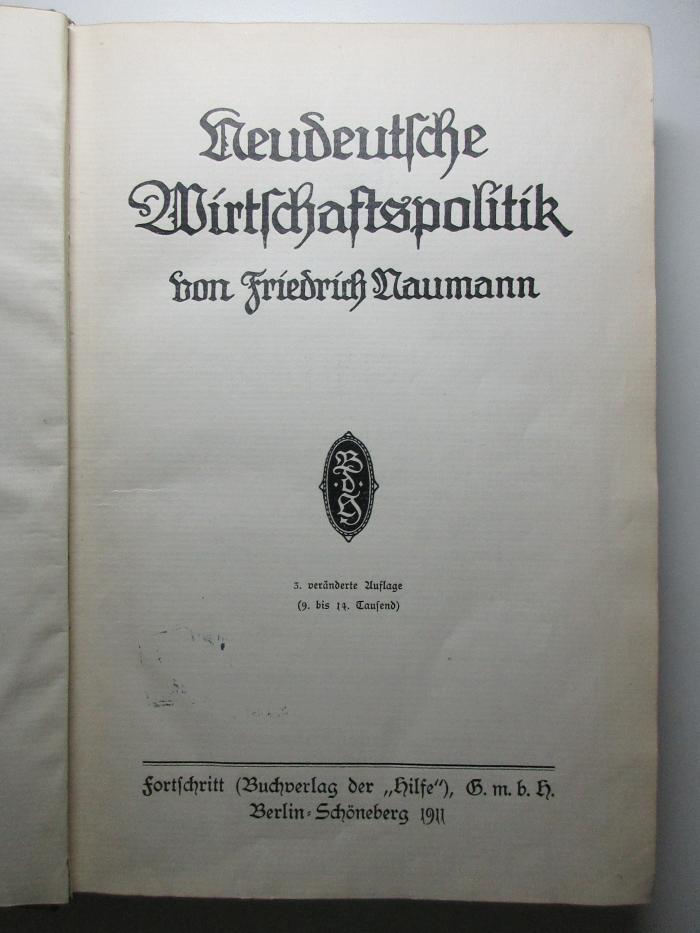 Neudeutsche
Wirtschaftspolitik
von Friedrich Naumann
B
d
H
3. veränderte Auflage
(9. bis 14. Tausend)
Fortschritt (Buchverlag der „Hilfe“), G. m. b. H.
Berlin-Schöneberg 1911